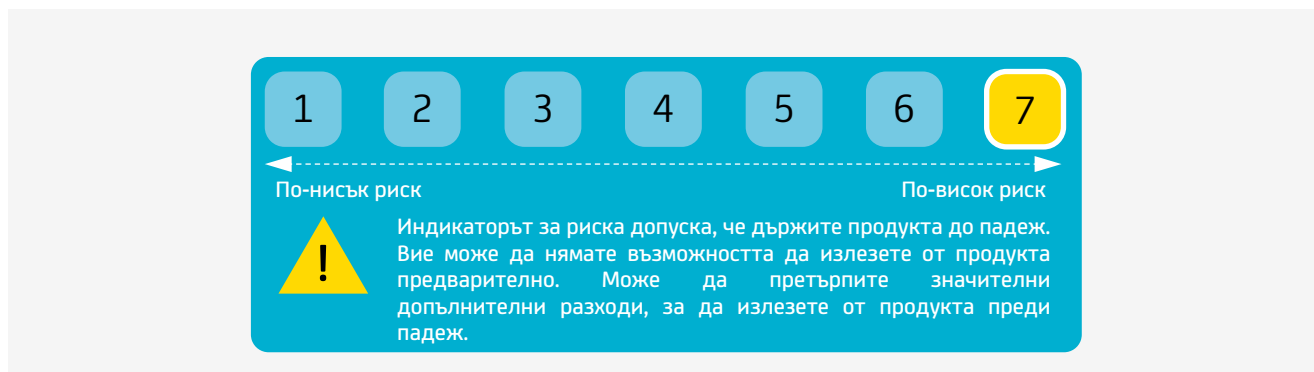 1 2 3 4 5 6 7
По-нисък риск По-висок риск
Индикаторът за риска допуска, че държите продукта до падеж.
Вие може да нямате възможността да излезете от продукта
предварително. Може да претърпите значителни
допълнителни разходи, за да излезете от продукта преди
падеж.
!